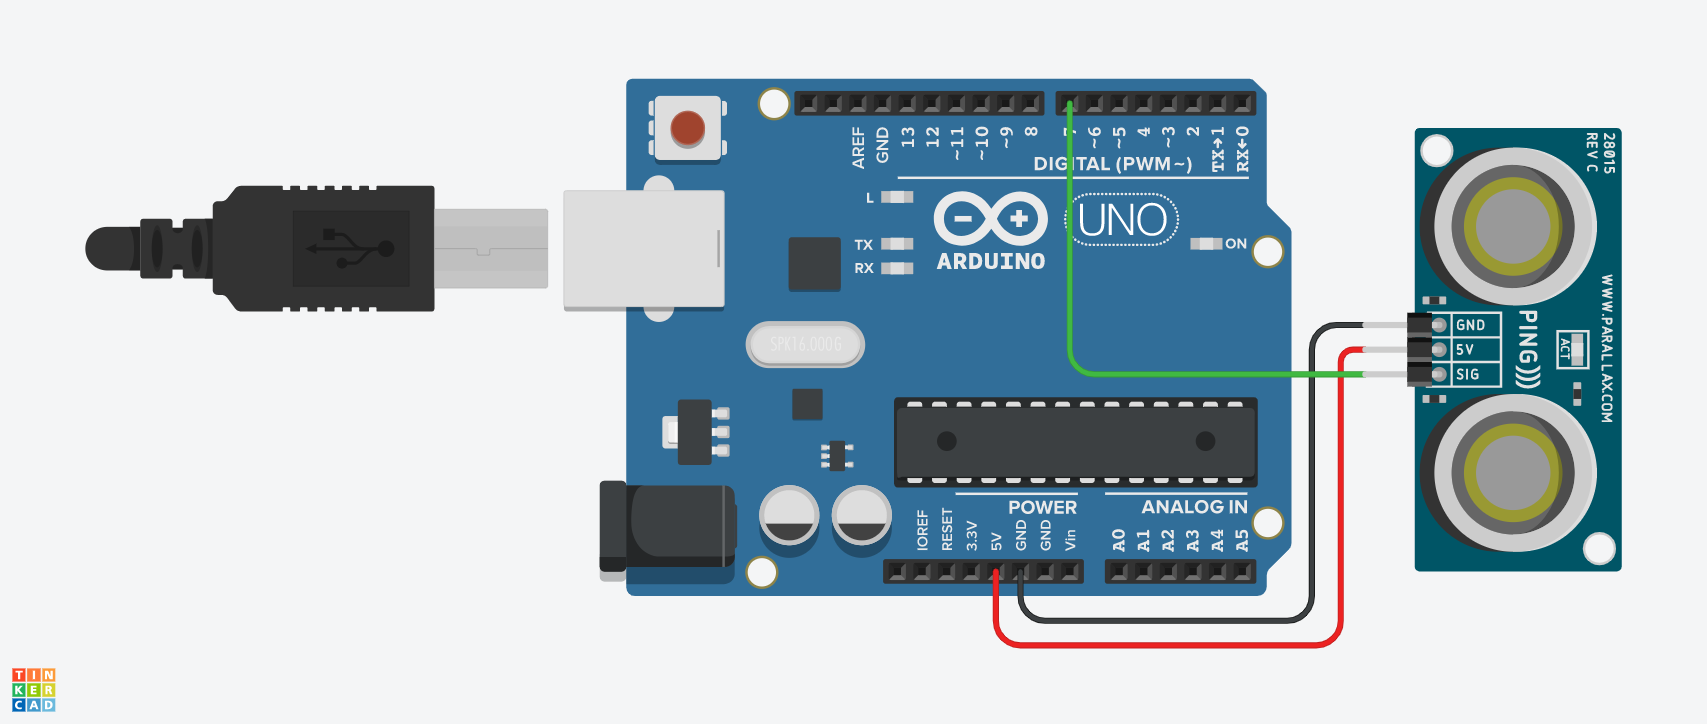 AREF
GND
13
12
~11
~10
~9
8
7
~6
~5
4
~3
2
TX→1
RX←0
DIGITAL (PWM~)
L
TX
RX
ARDUINO
UNO
ON
SPK16.000G
POWER
ANALOG IN
IOREF
RESET
3.3V
5V
GND
GND
Vin
A0
A1
A2
A3
A4
A5
28015
REV C
GND
5V
SIG
PING)))
ACT
WWW.PARALLAX.COM
TIN
KER
CAD